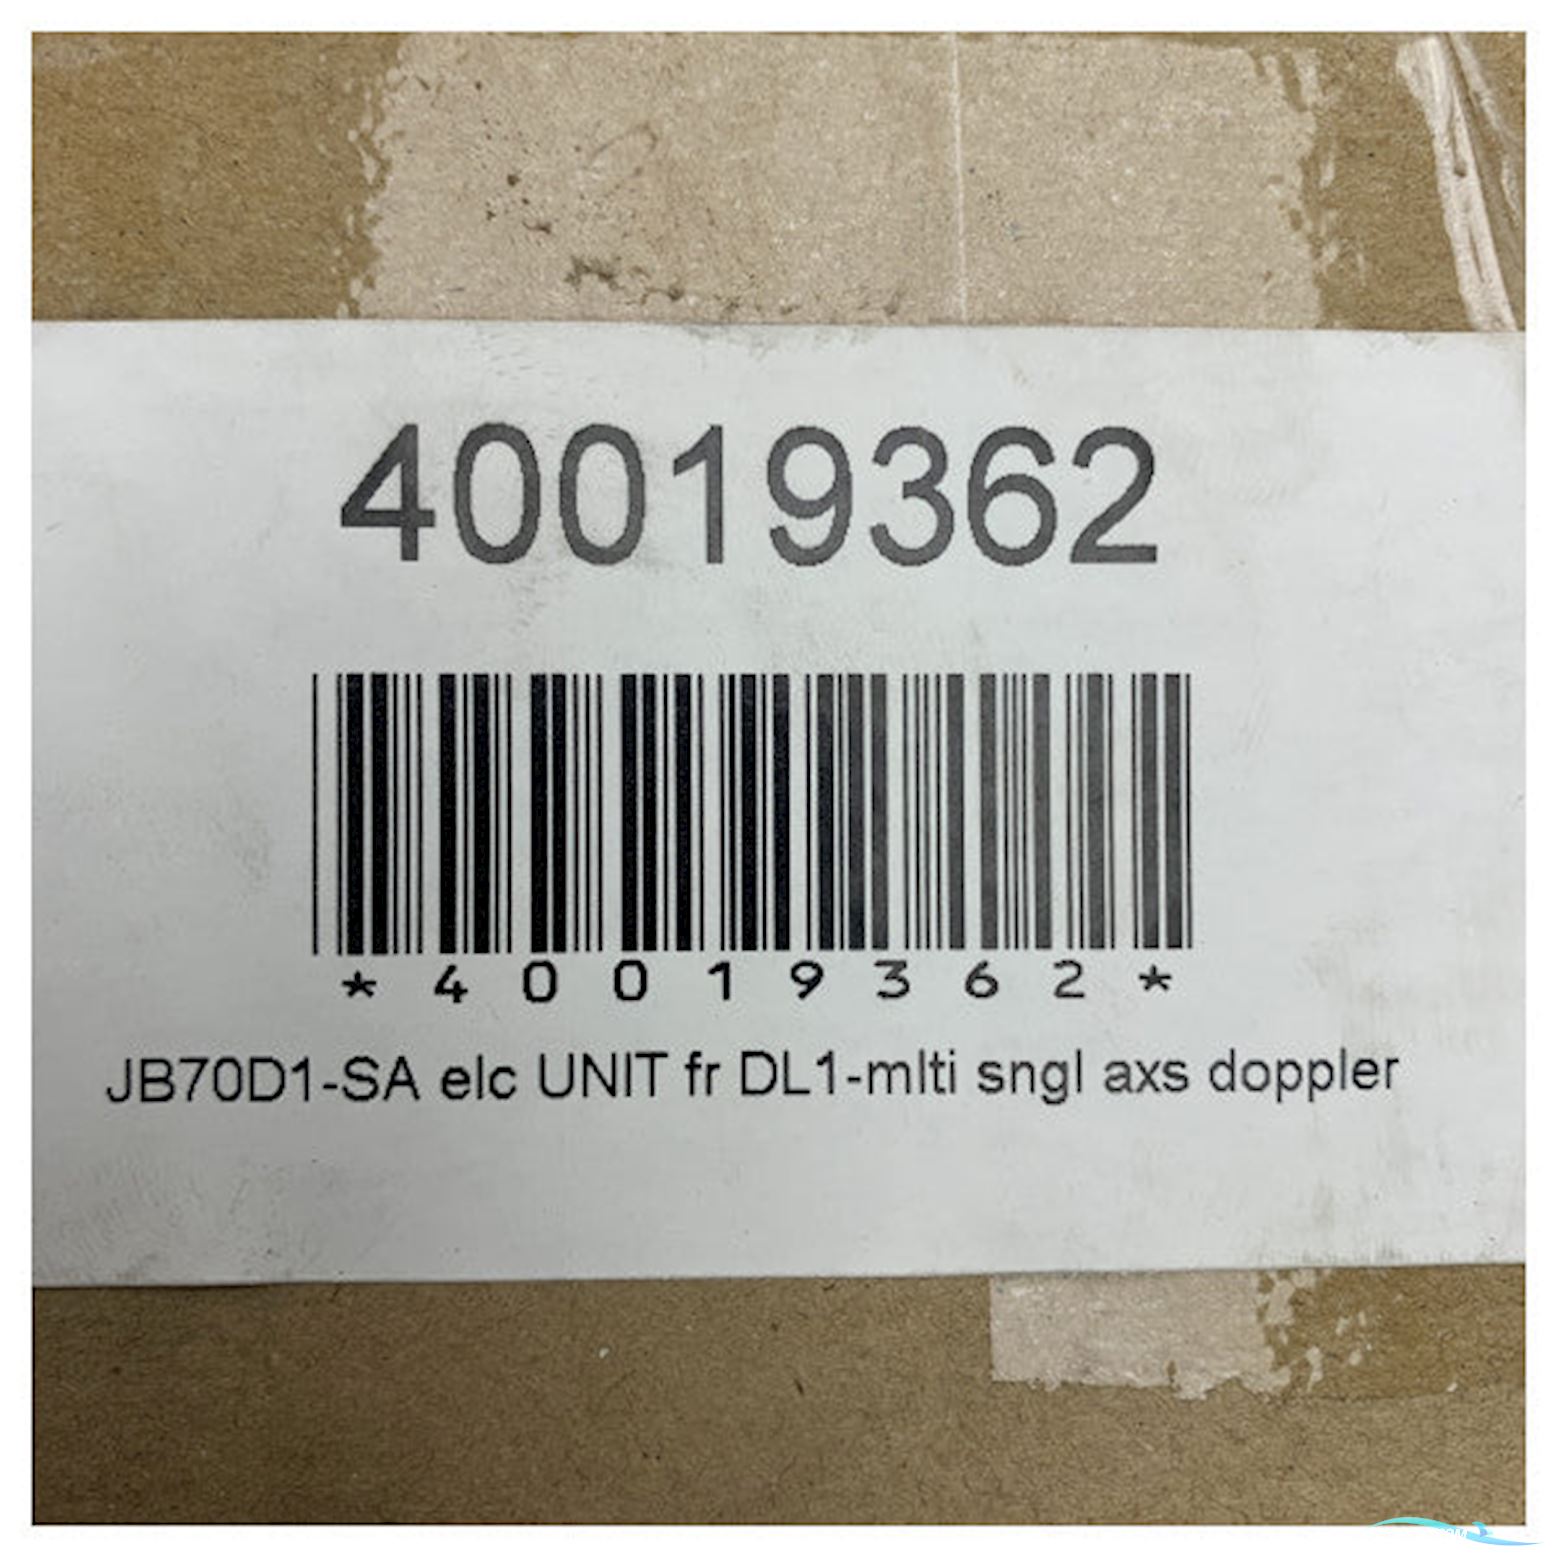 40019362
*40019362*
JB70D1-SA elc UNIT fr DL1-mlti sngl axs doppler